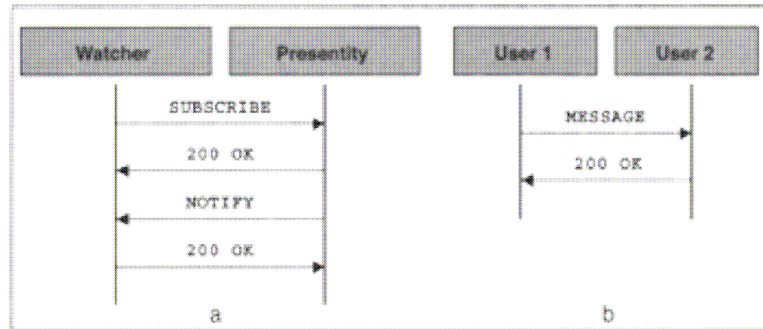 Watcher Presentity User 1 User 2
SUBSCRIBE
MESSAGE
200 OK
200 OK
NOTIFY
200 OK
a b